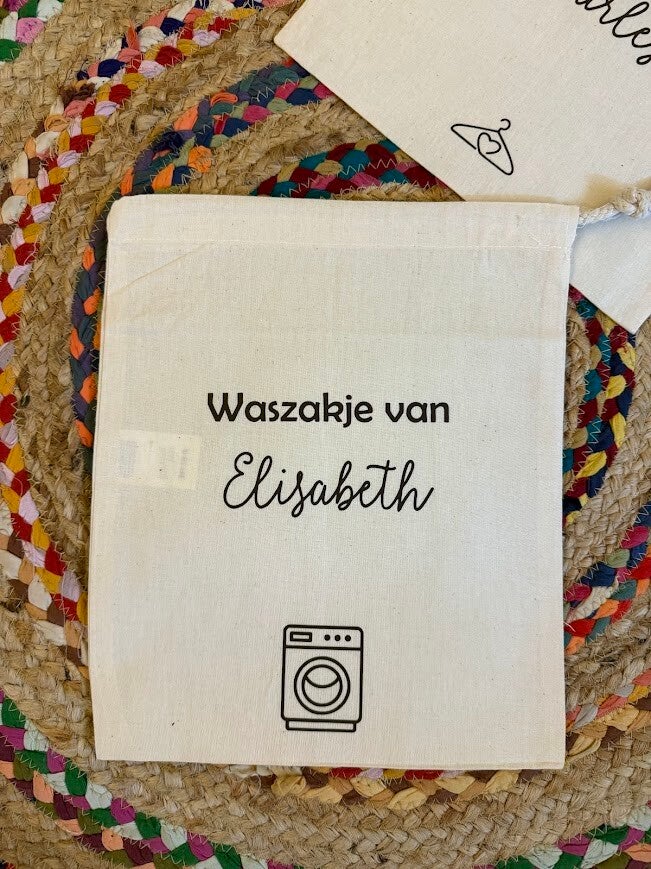 Waszakje van
Elisabeth